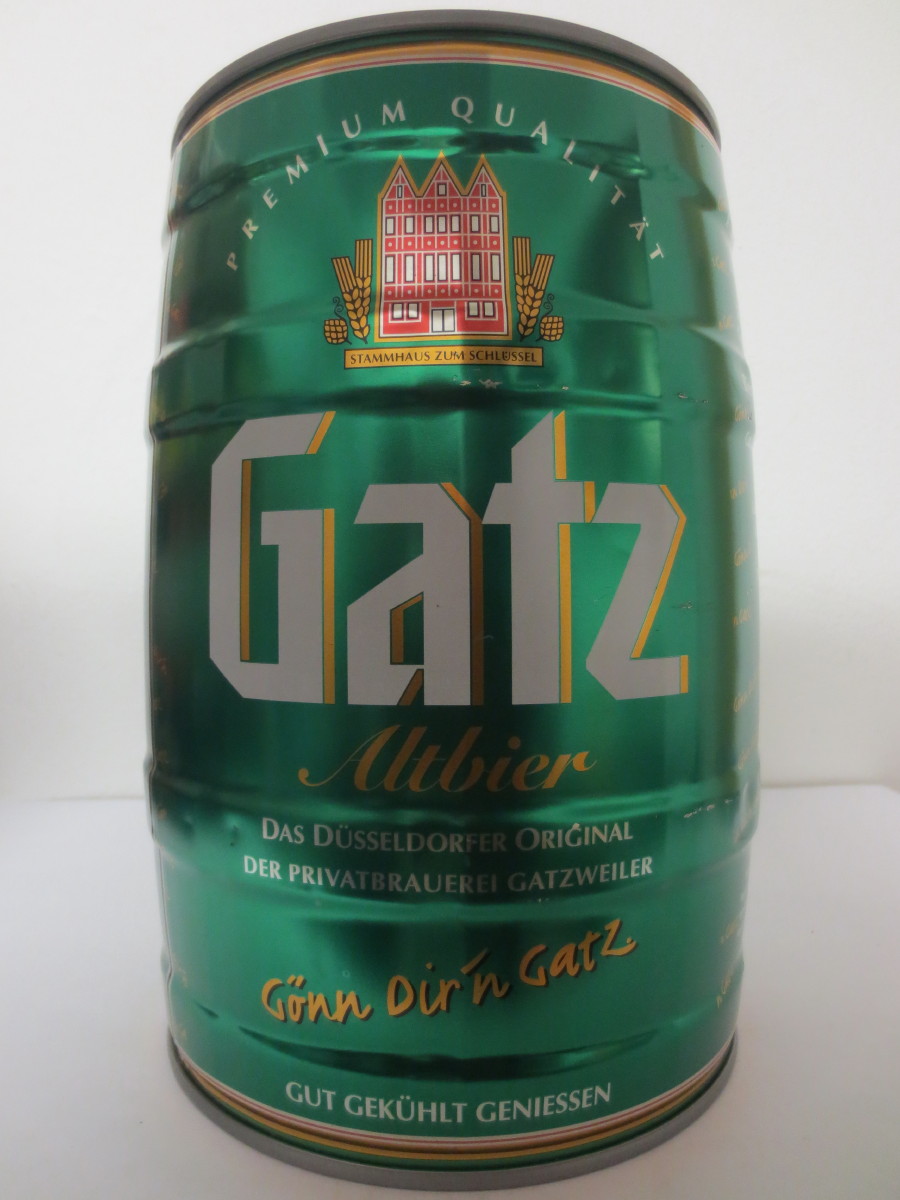 PREMIUM QUALITÄT
STAMMHAUS ZUM SCHLÜSSEL
Gatz
Altbier
DAS DÜSSELDORFER ORIGINAL
DER PRIVATBRAUEREI GATZWEILER
Gönn Dir'n Gatz.
GUT GEKÜHLT GENIESSEN